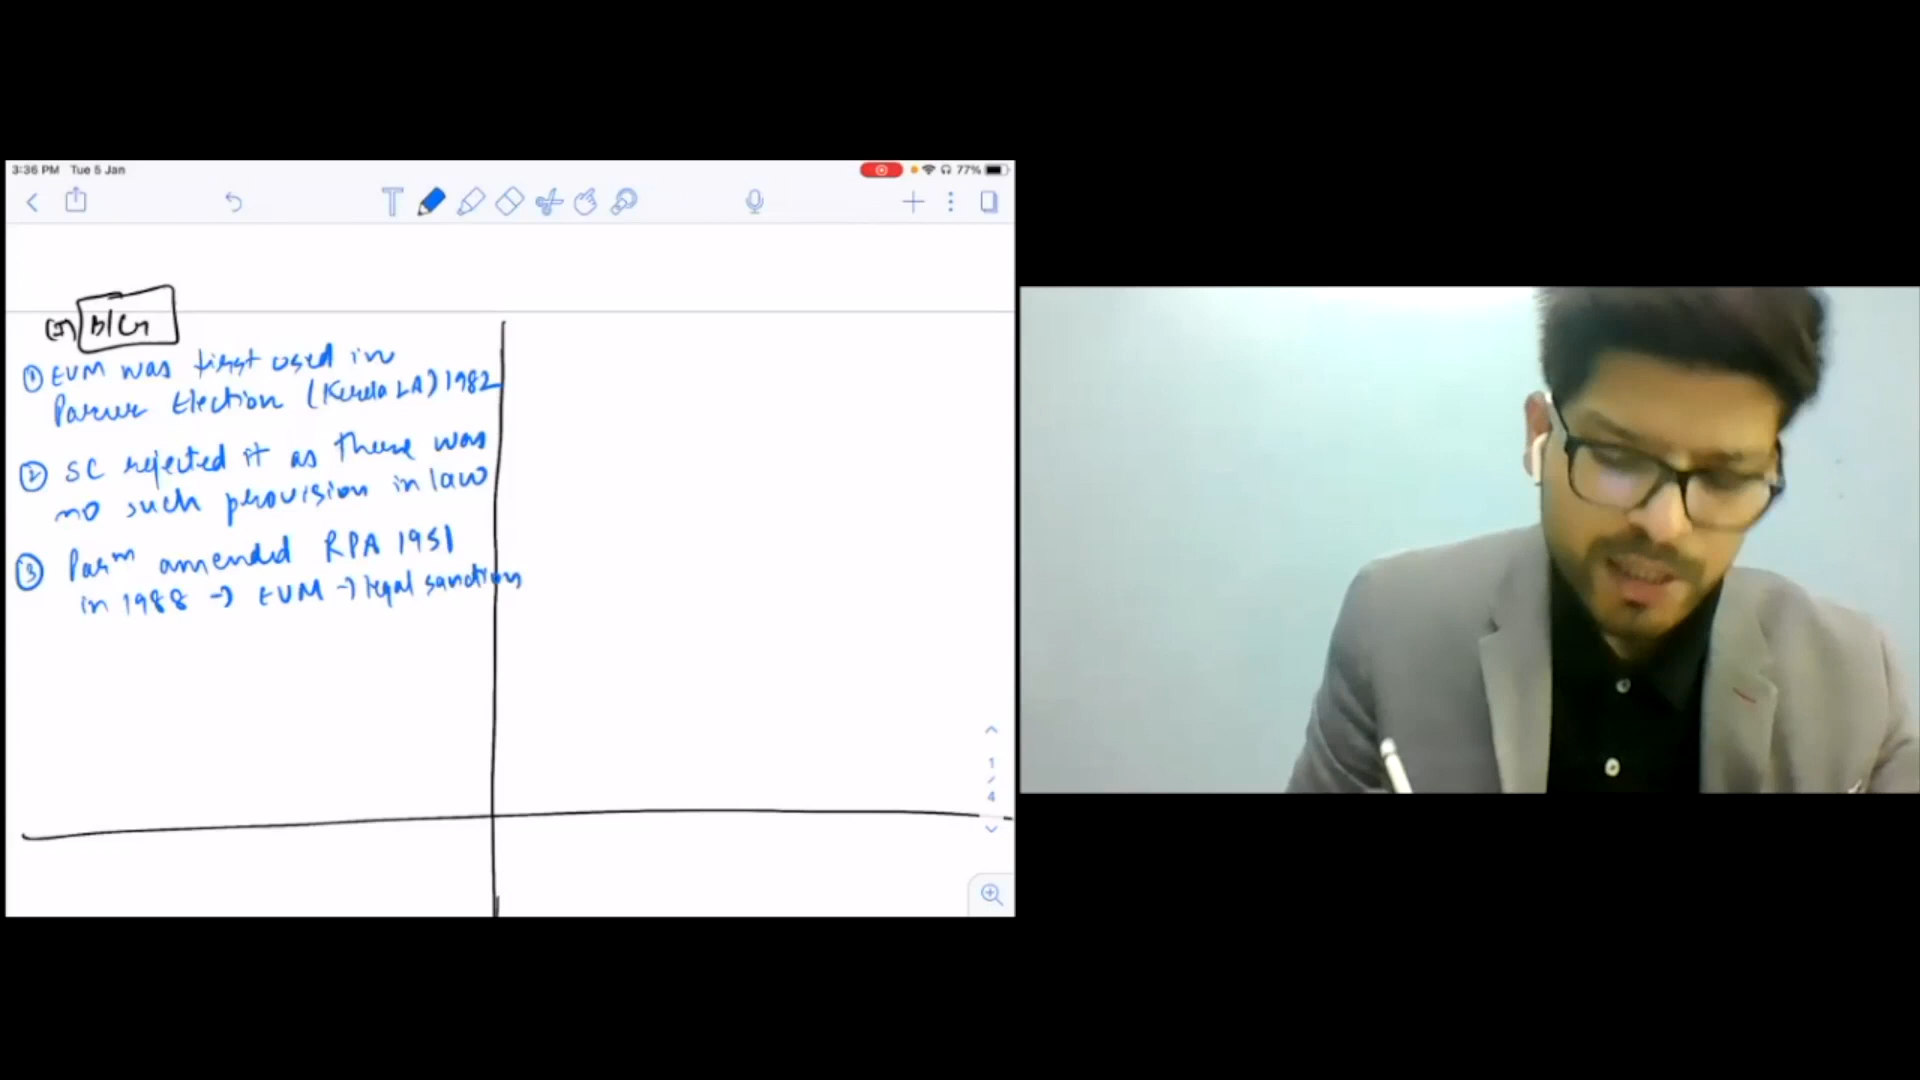 3:36 PM Tue 5 Jan
77%
T
(I) B/G
① EVM was first used in
Parur Election (Kerela LA) 1982
② SC rejected it as there was
no such provision in law
③ Parm amended RPA 1951
in 1988 → EVM → legal sanction
1
/
4